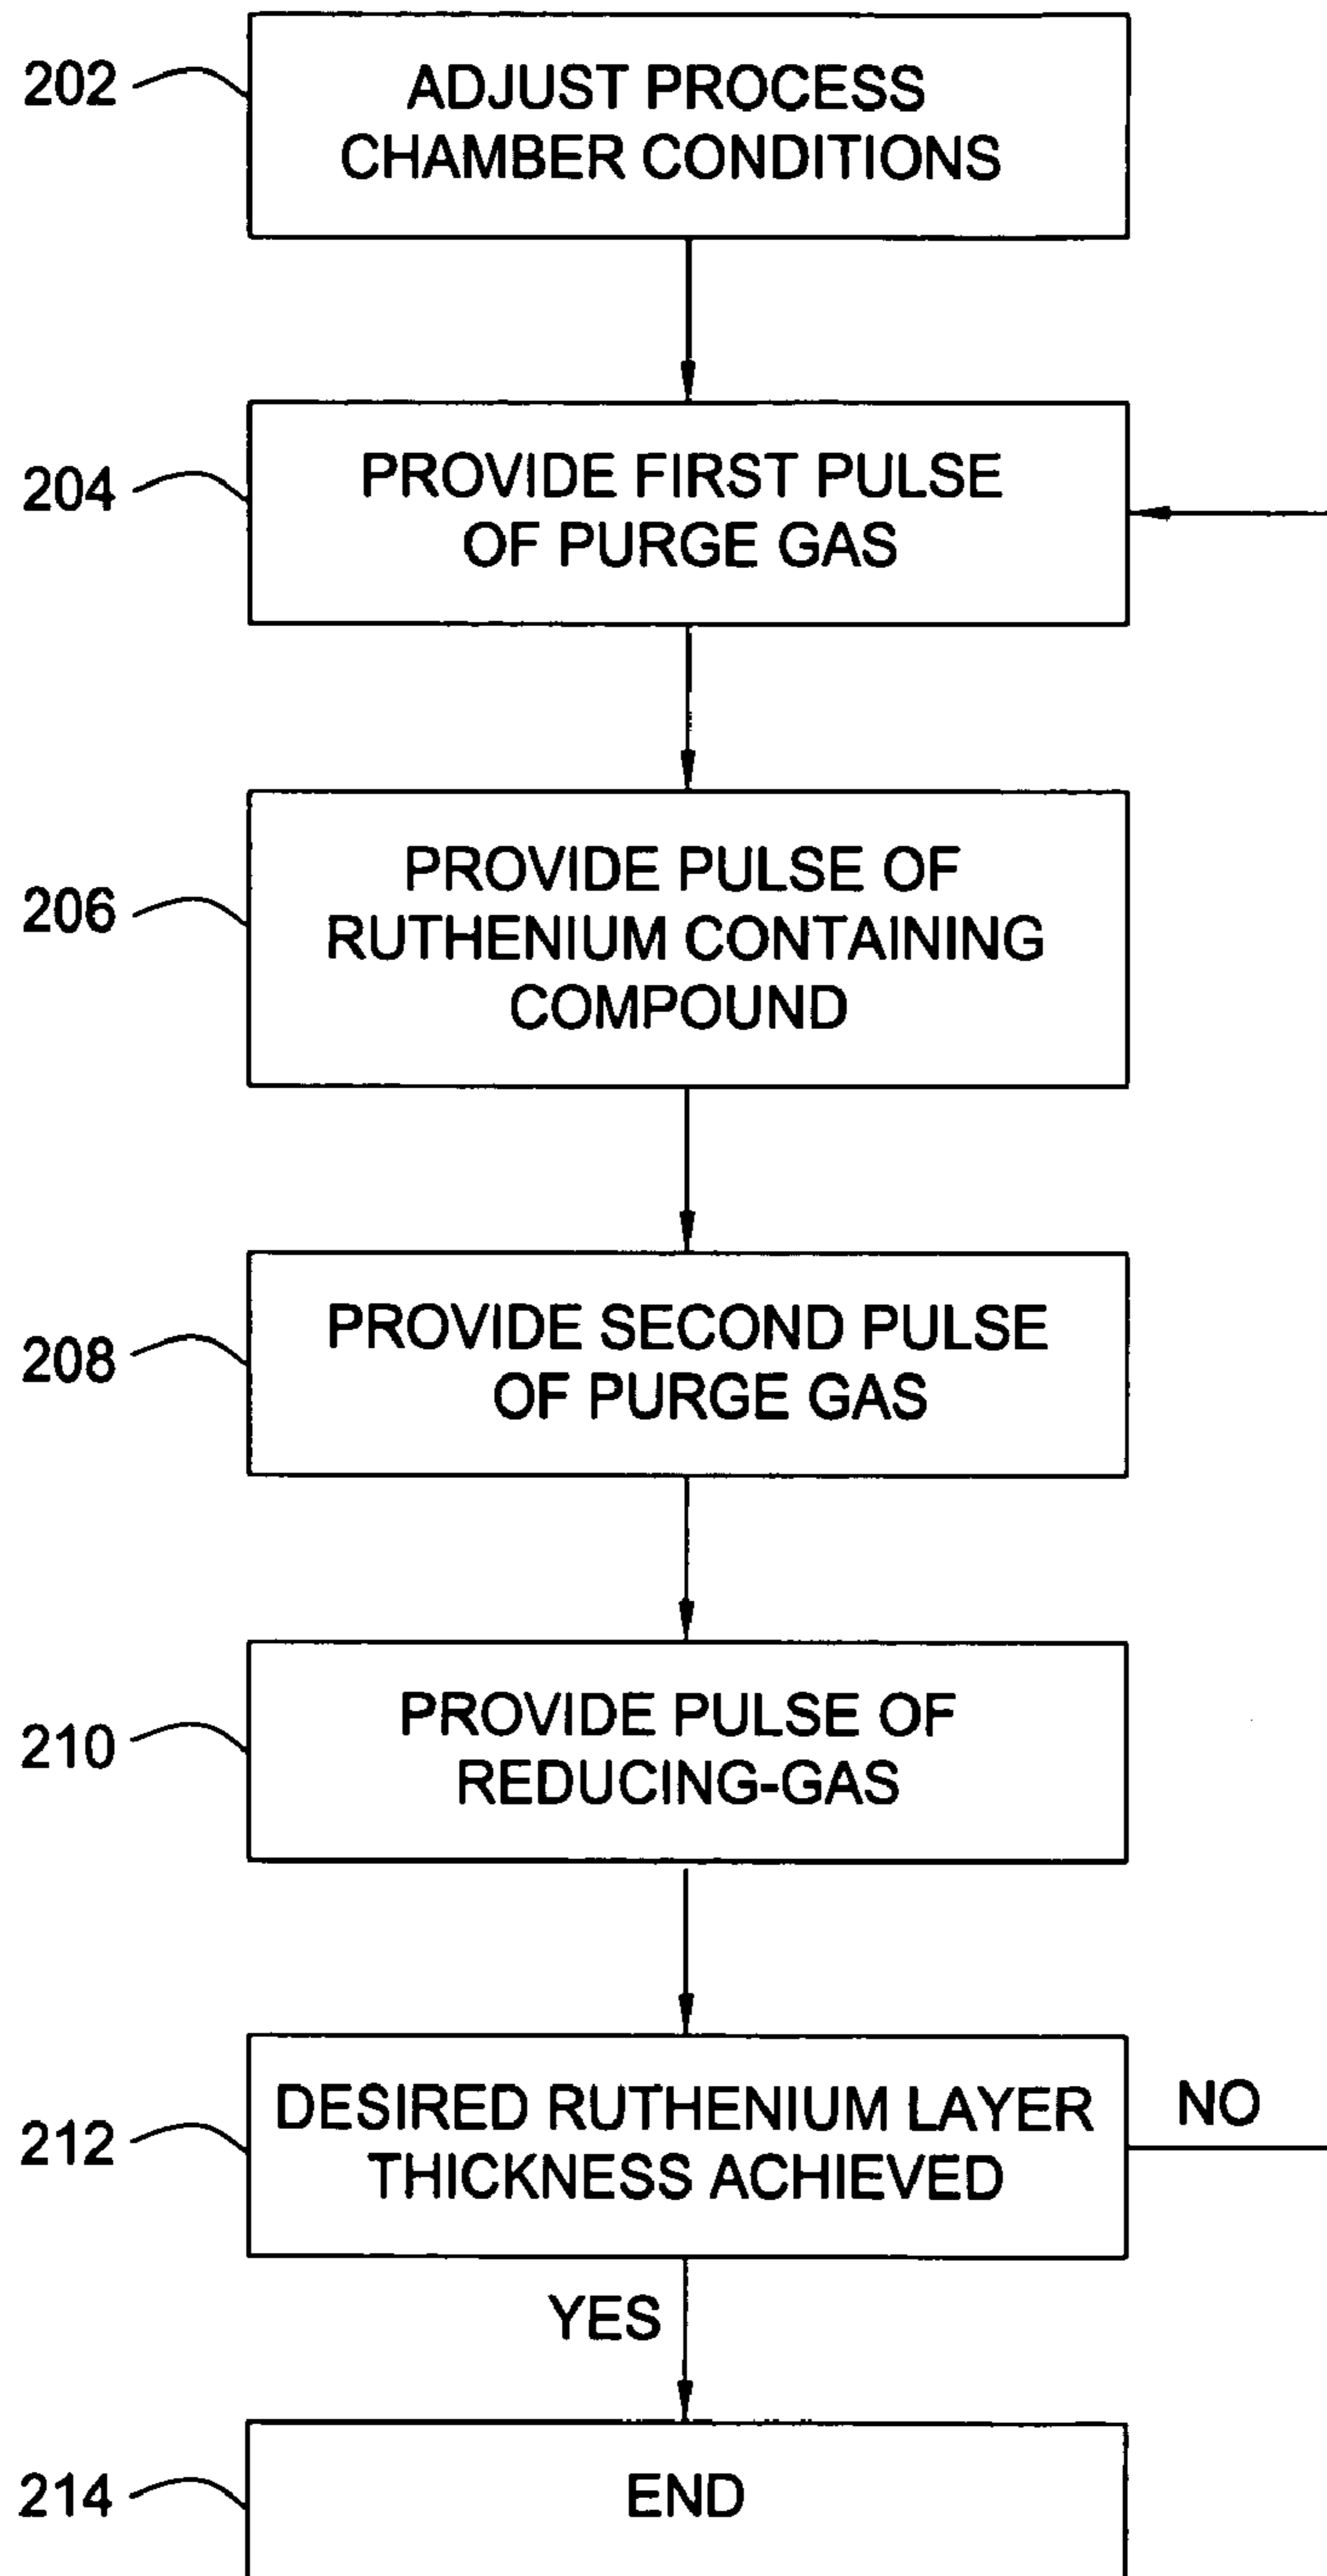 202
ADJUST PROCESS
CHAMBER CONDITIONS
204
PROVIDE FIRST PULSE
OF PURGE GAS
206
PROVIDE PULSE OF
RUTHENIUM CONTAINING
COMPOUND
208
PROVIDE SECOND PULSE
OF PURGE GAS
210
PROVIDE PULSE OF
REDUCING-GAS
212
DESIRED RUTHENIUM LAYER
THICKNESS ACHIEVED
NO
YES
214
END